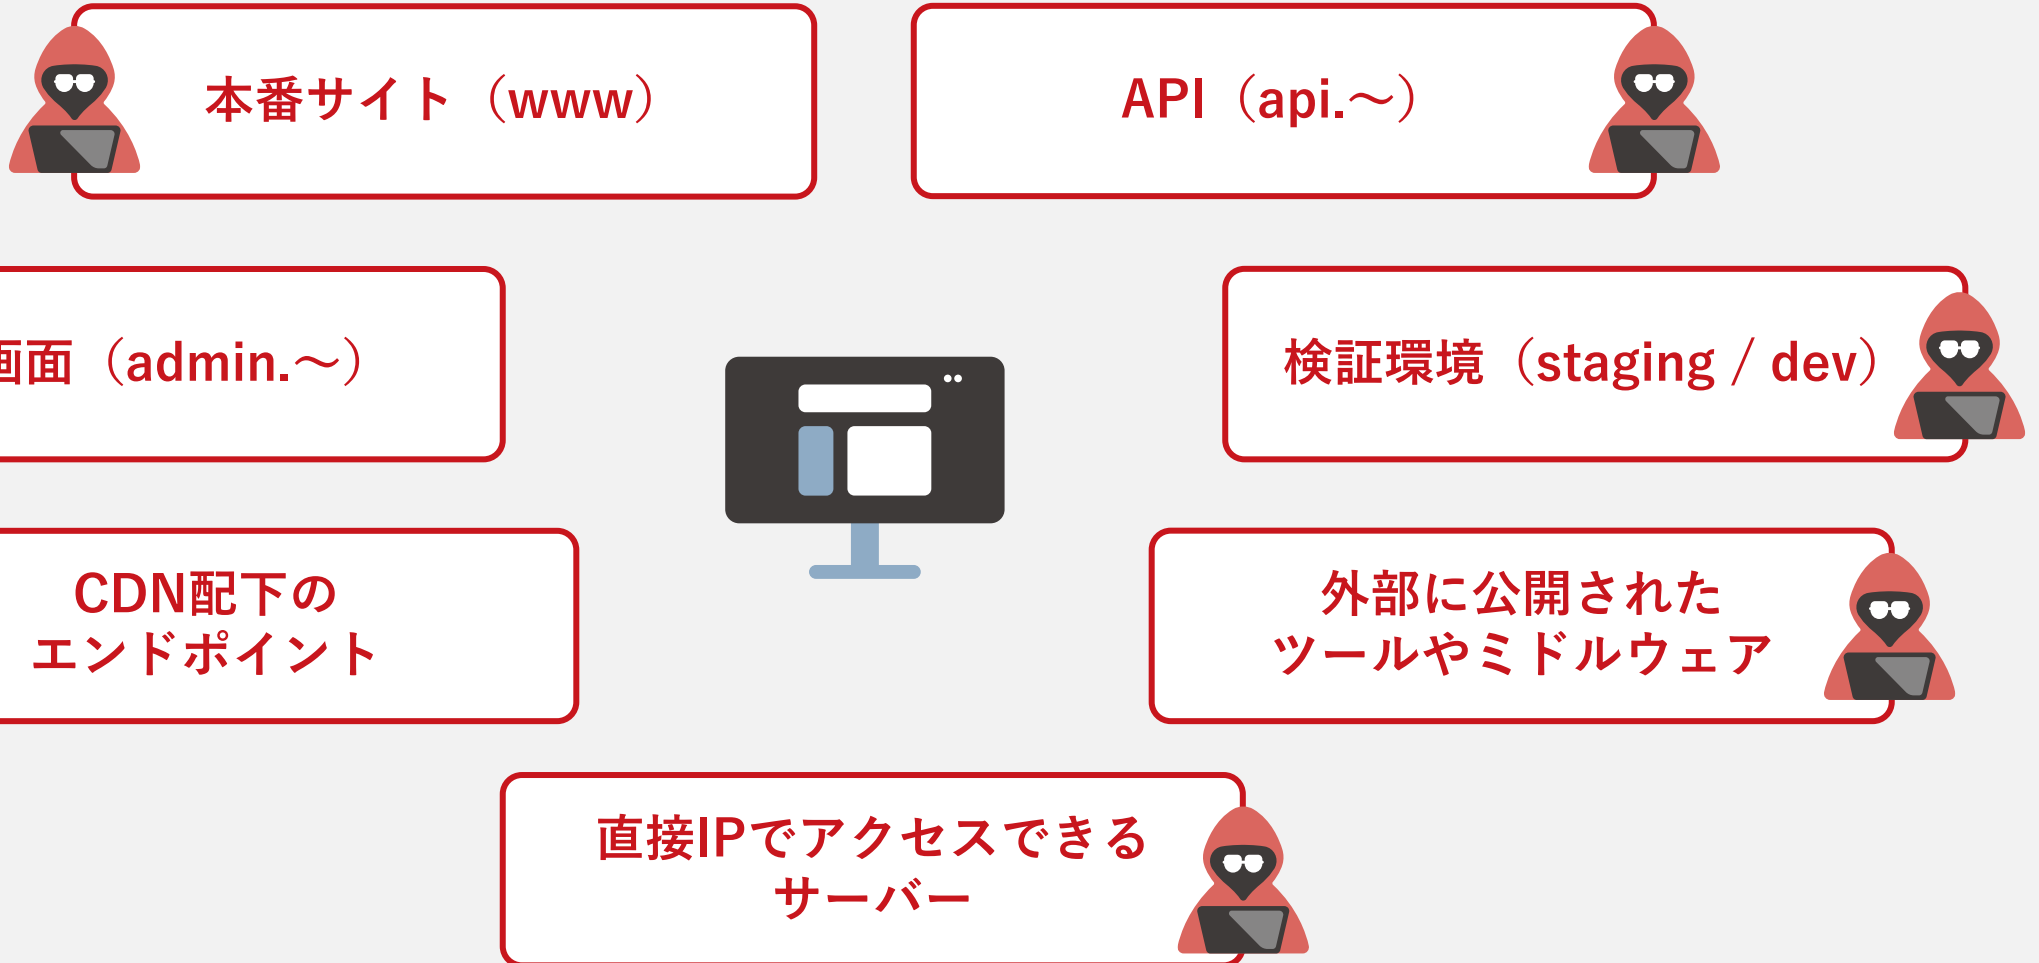 本番サイト（www）
API（api.～）
画面（admin.～）
検証環境（staging / dev）
CDN配下の
エンドポイント
外部に公開された
ツールやミドルウェア
直接IPでアクセスできる
サーバー